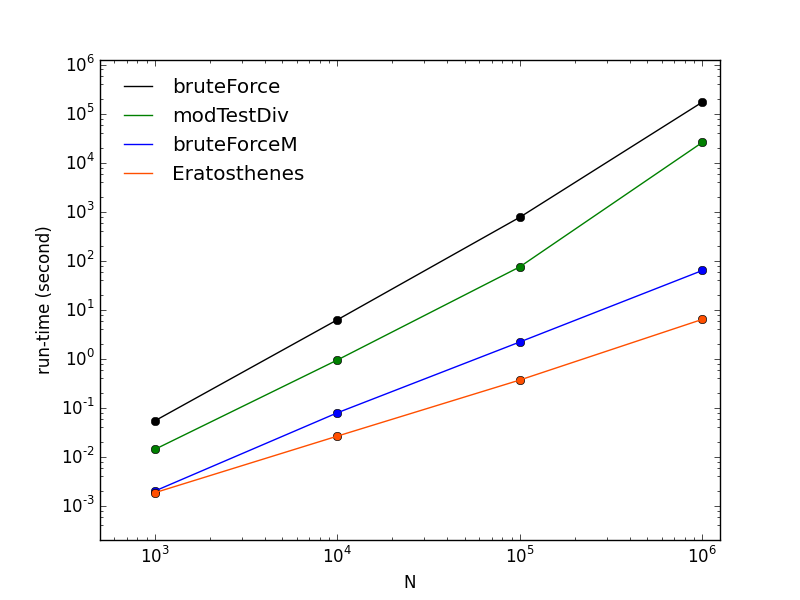 10^6
10^5
10^4
10^3
10^2
10^1
10^0
10^-1
10^-2
10^-3
run-time (second)
bruteForce
modTestDiv
bruteForceM
Eratosthenes
10^3 10^4 10^5 10^6
N